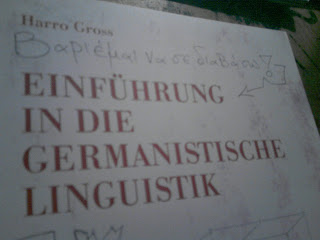 Harro Gross
Βαριέμαι να σε διαβάσω!
EINFÜHRUNG
IN DIE
GERMANISTISCHE
LINGUISTIK